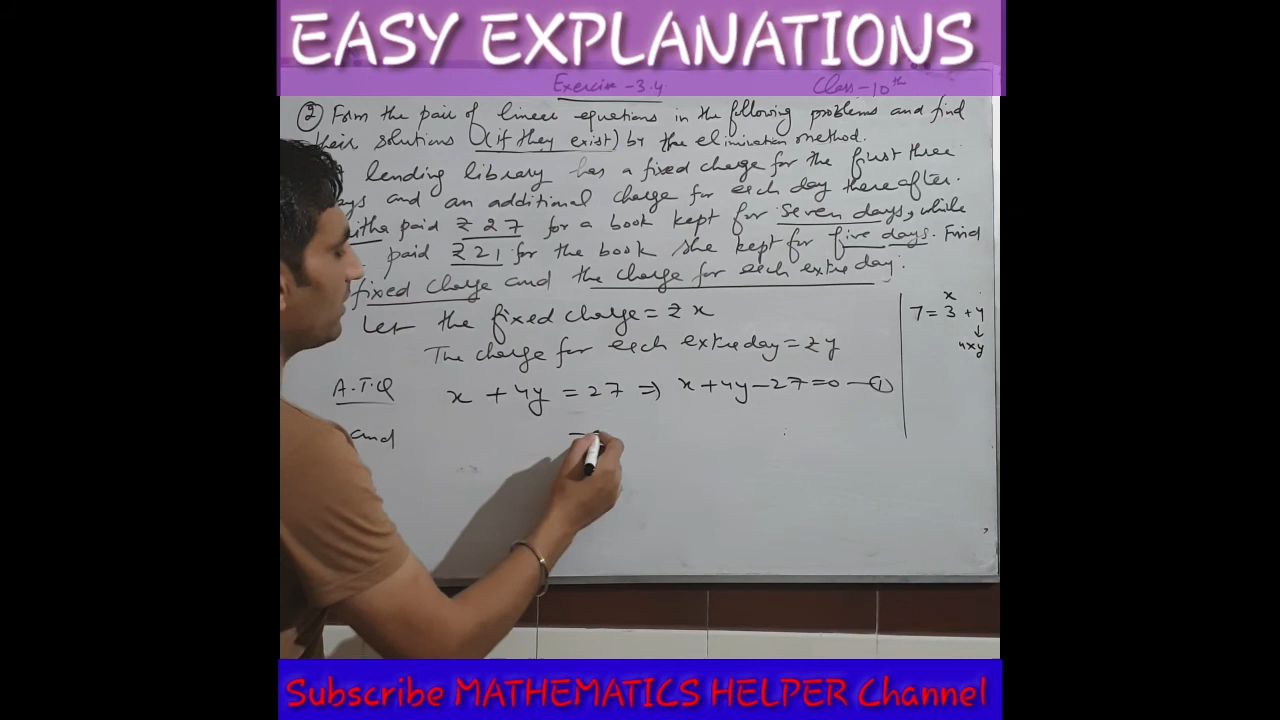 EASY EXPLANATIONS
Exercise - 3.4 Class - 10th
② Form the pair of linear equations in the following problems and find
their solutions (if they exist) by the elimination method.
lending library has a fixed charge for the first three
and an additional charge for each day thereafter.
paid ₹ 27 for a book kept for seven days, while
paid ₹ 21 for the book she kept for five days. Find
fixed charge and the charge for each extra day.
Let the fixed charge = ₹ x
The charge for each extra day = ₹ y
A.T.Q x + 4y = 27 ⇒ x + 4y - 27 = 0 - ①
and
x
7 = 3 + 4
↓
4xy
Subscribe MATHEMATICS HELPER Channel